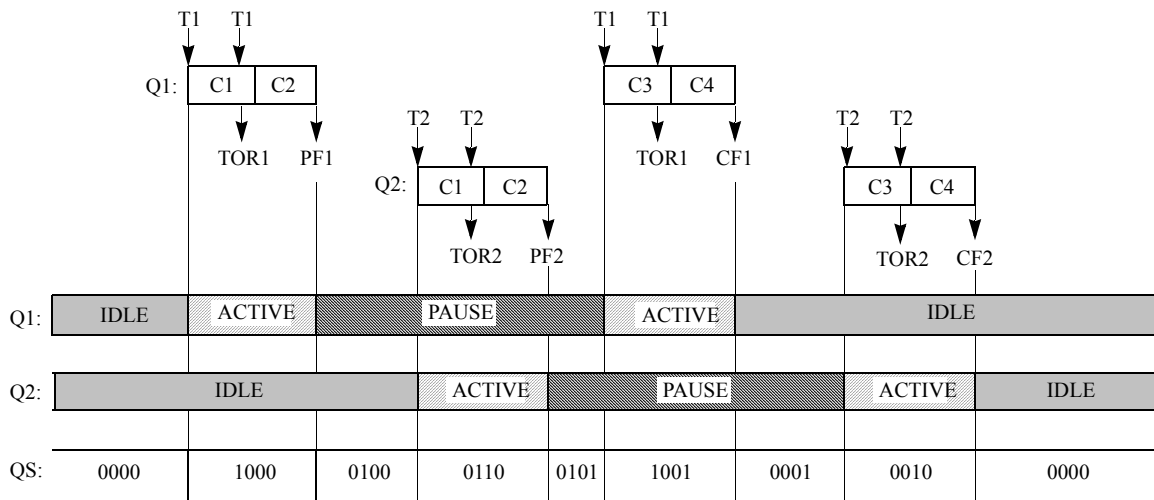 T1 T1 T1 T1
Q1: C1 C2 C3 C4
T2 T2 T2 T2
TOR1 PF1 TOR1 CF1
Q2: C1 C2 C3 C4
TOR2 PF2 TOR2 CF2
Q1: IDLE ACTIVE PAUSE ACTIVE IDLE
Q2: IDLE ACTIVE PAUSE ACTIVE IDLE
QS: 0000 1000 0100 0110 0101 1001 0001 0010 0000